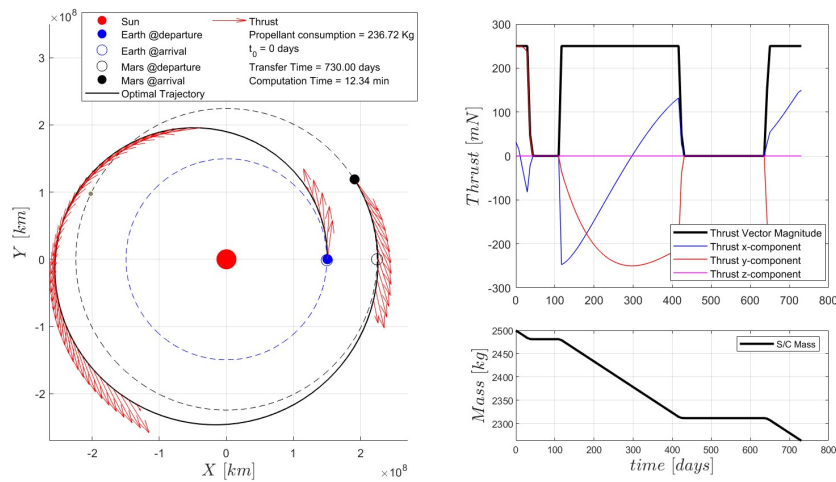 ×10⁸
Sun
Earth @departure
Earth @arrival
Mars @departure
Mars @arrival
Optimal Trajectory
Thrust
Propellant consumption = 236.72 Kg
t₀ = 0 days
Transfer Time = 730.00 days
Computation Time = 12.34 min
3
2
1
0
-1
-2
Y [km]
-2
-1
0
1
2
×10⁸
X [km]
300
200
100
0
-100
-200
-300
Thrust [mN]
Thrust Vector Magnitude
Thrust x-component
Thrust y-component
Thrust z-component
0
100
200
300
400
500
600
700
800
2500
2450
2400
2350
2300
Mass [kg]
S/C Mass
0
100
200
300
400
500
600
700
800
time [days]